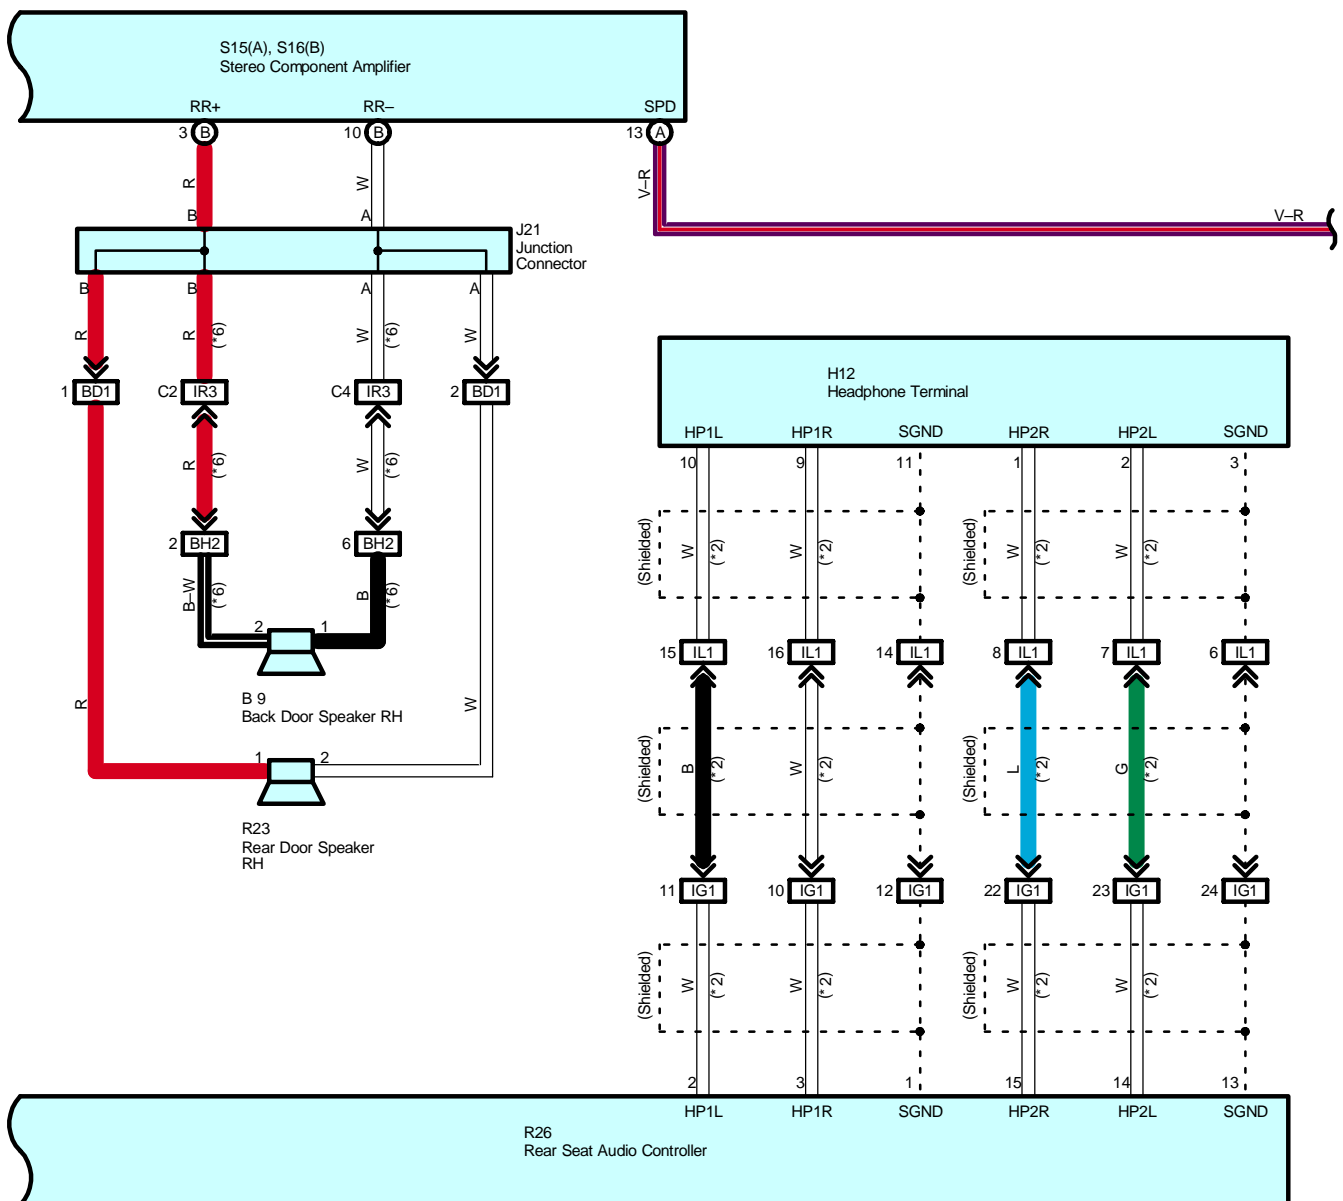 S15(A), S16(B)
Stereo Component Amplifier
RR+ RR– SPD
3 B 10 B 13 A
R W V–R
V–R
B A
J21
Junction
Connector
B B A A
R R (*6) W (*6) W
1 BD1 C2 IR3 C4 IR3 2 BD1
R (*6) W (*6)
2 BH2 6 BH2
B–W (*6) B (*6)
2 1
B 9
Back Door Speaker RH
R W
1 2
R23
Rear Door Speaker
RH
H12
Headphone Terminal
HP1L HP1R SGND HP2R HP2L SGND
10 9 11 1 2 3
(Shielded) W (*2) W (*2) (Shielded) W (*2) W (*2)
15 IL1 16 IL1 14 IL1 8 IL1 7 IL1 6 IL1
(Shielded) B (*2) W (*2) (Shielded) L (*2) G (*2)
11 IG1 10 IG1 12 IG1 22 IG1 23 IG1 24 IG1
(Shielded) W (*2) W (*2) (Shielded) W (*2) W (*2)
2 3 1 15 14 13
HP1L HP1R SGND HP2R HP2L SGND
R26
Rear Seat Audio Controller